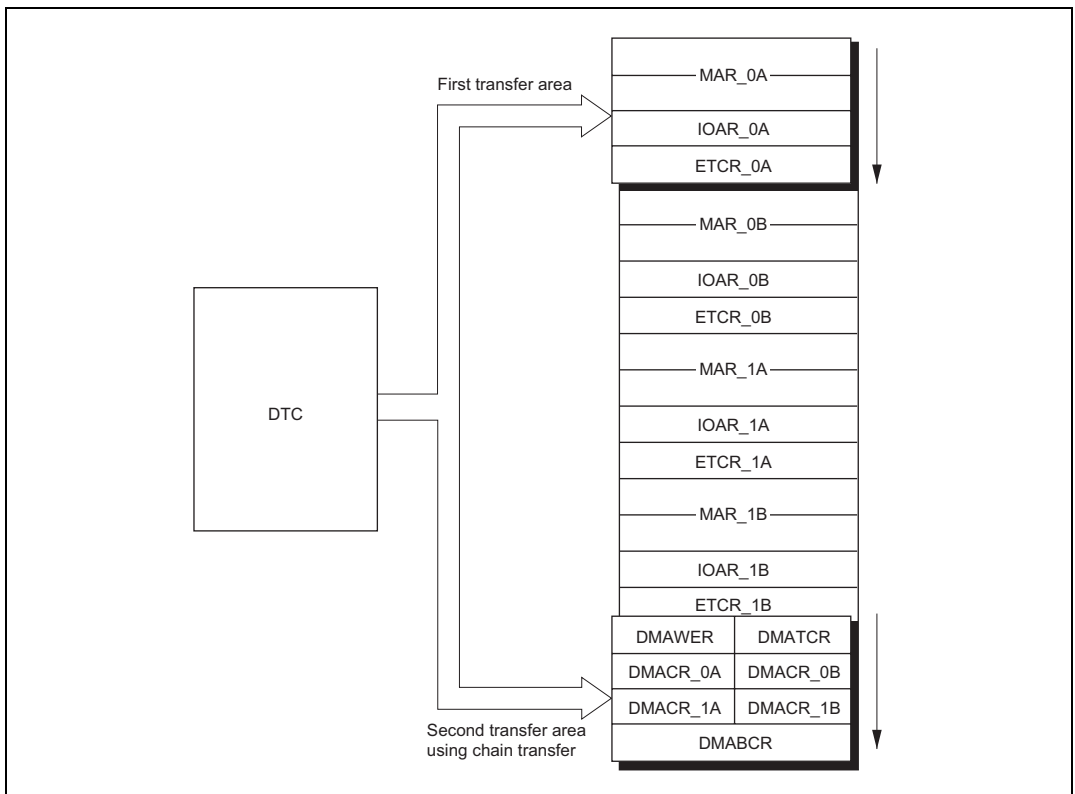 First transfer area
MAR_0A
IOAR_0A
ETCR_0A
MAR_0B
IOAR_0B
ETCR_0B
MAR_1A
IOAR_1A
ETCR_1A
MAR_1B
IOAR_1B
ETCR_1B
DTC
DMAWER DMATCR
DMACR_0A DMACR_0B
DMACR_1A DMACR_1B
DMABCR
Second transfer area
using chain transfer